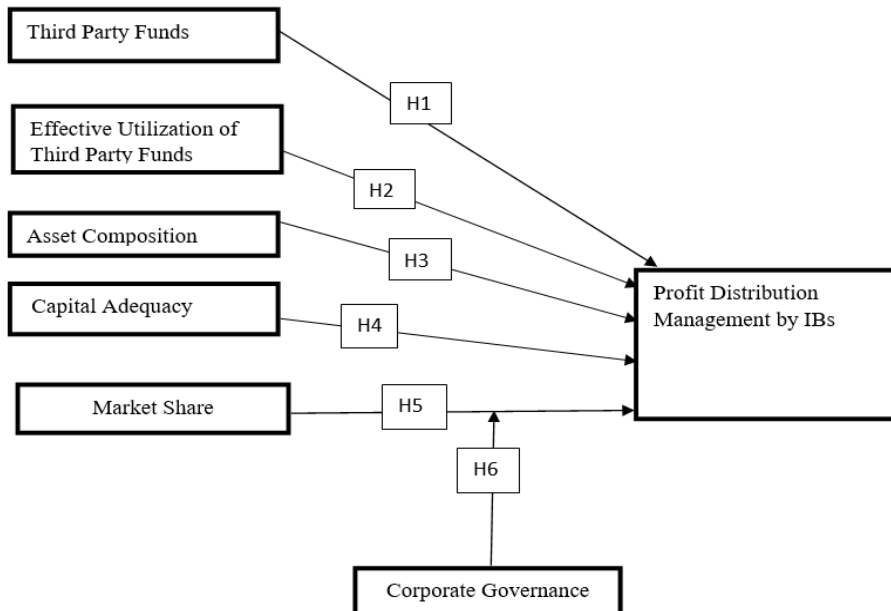 Third Party Funds
H1
Effective Utilization of
Third Party Funds
H2
Asset Composition
H3
Capital Adequacy
H4
Market Share
H5
H6
Profit Distribution
Management by IBs
Corporate Governance